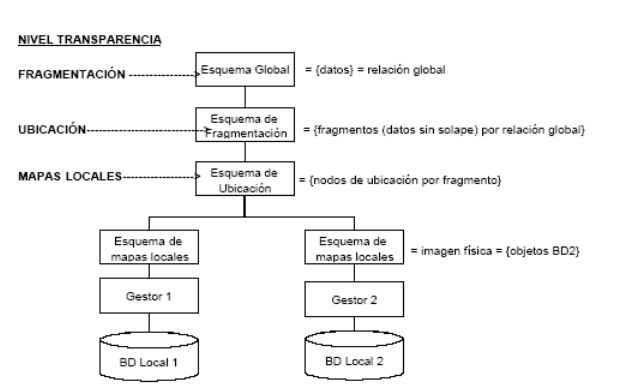 NIVEL TRANSPARENCIA
FRAGMENTACIÓN
Esquema Global
= {datos} = relación global
UBICACIÓN
Esquema de
Fragmentación
= {fragmentos (datos sin solape) por relación global}
MAPAS LOCALES
Esquema de
Ubicación
= {nodos de ubicación por fragmento}
Esquema de
mapas locales
Esquema de
mapas locales
= imagen física = {objetos BD2}
Gestor 1
Gestor 2
BD Local 1
BD Local 2